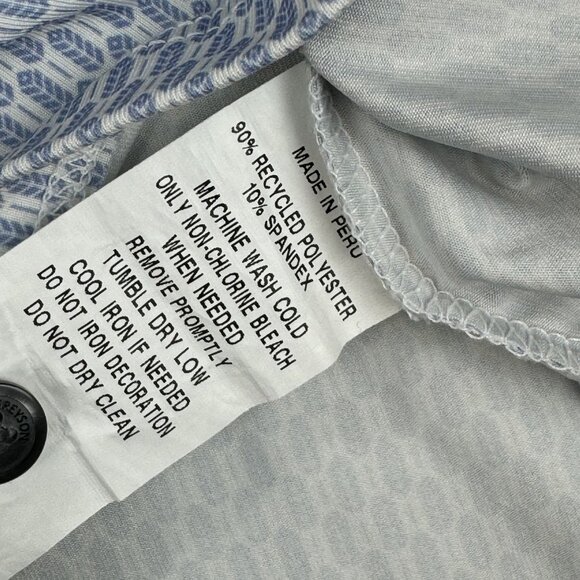 MADE IN PERU
90% RECYCLED POLYESTER
10% SPANDEX
MACHINE WASH COLD
ONLY NON-CHLORINE BLEACH
WHEN NEEDED
REMOVE PROMPTLY
TUMBLE DRY LOW
COOL IRON IF NEEDED
DO NOT IRON DECORATION
DO NOT DRY CLEAN
REYSON